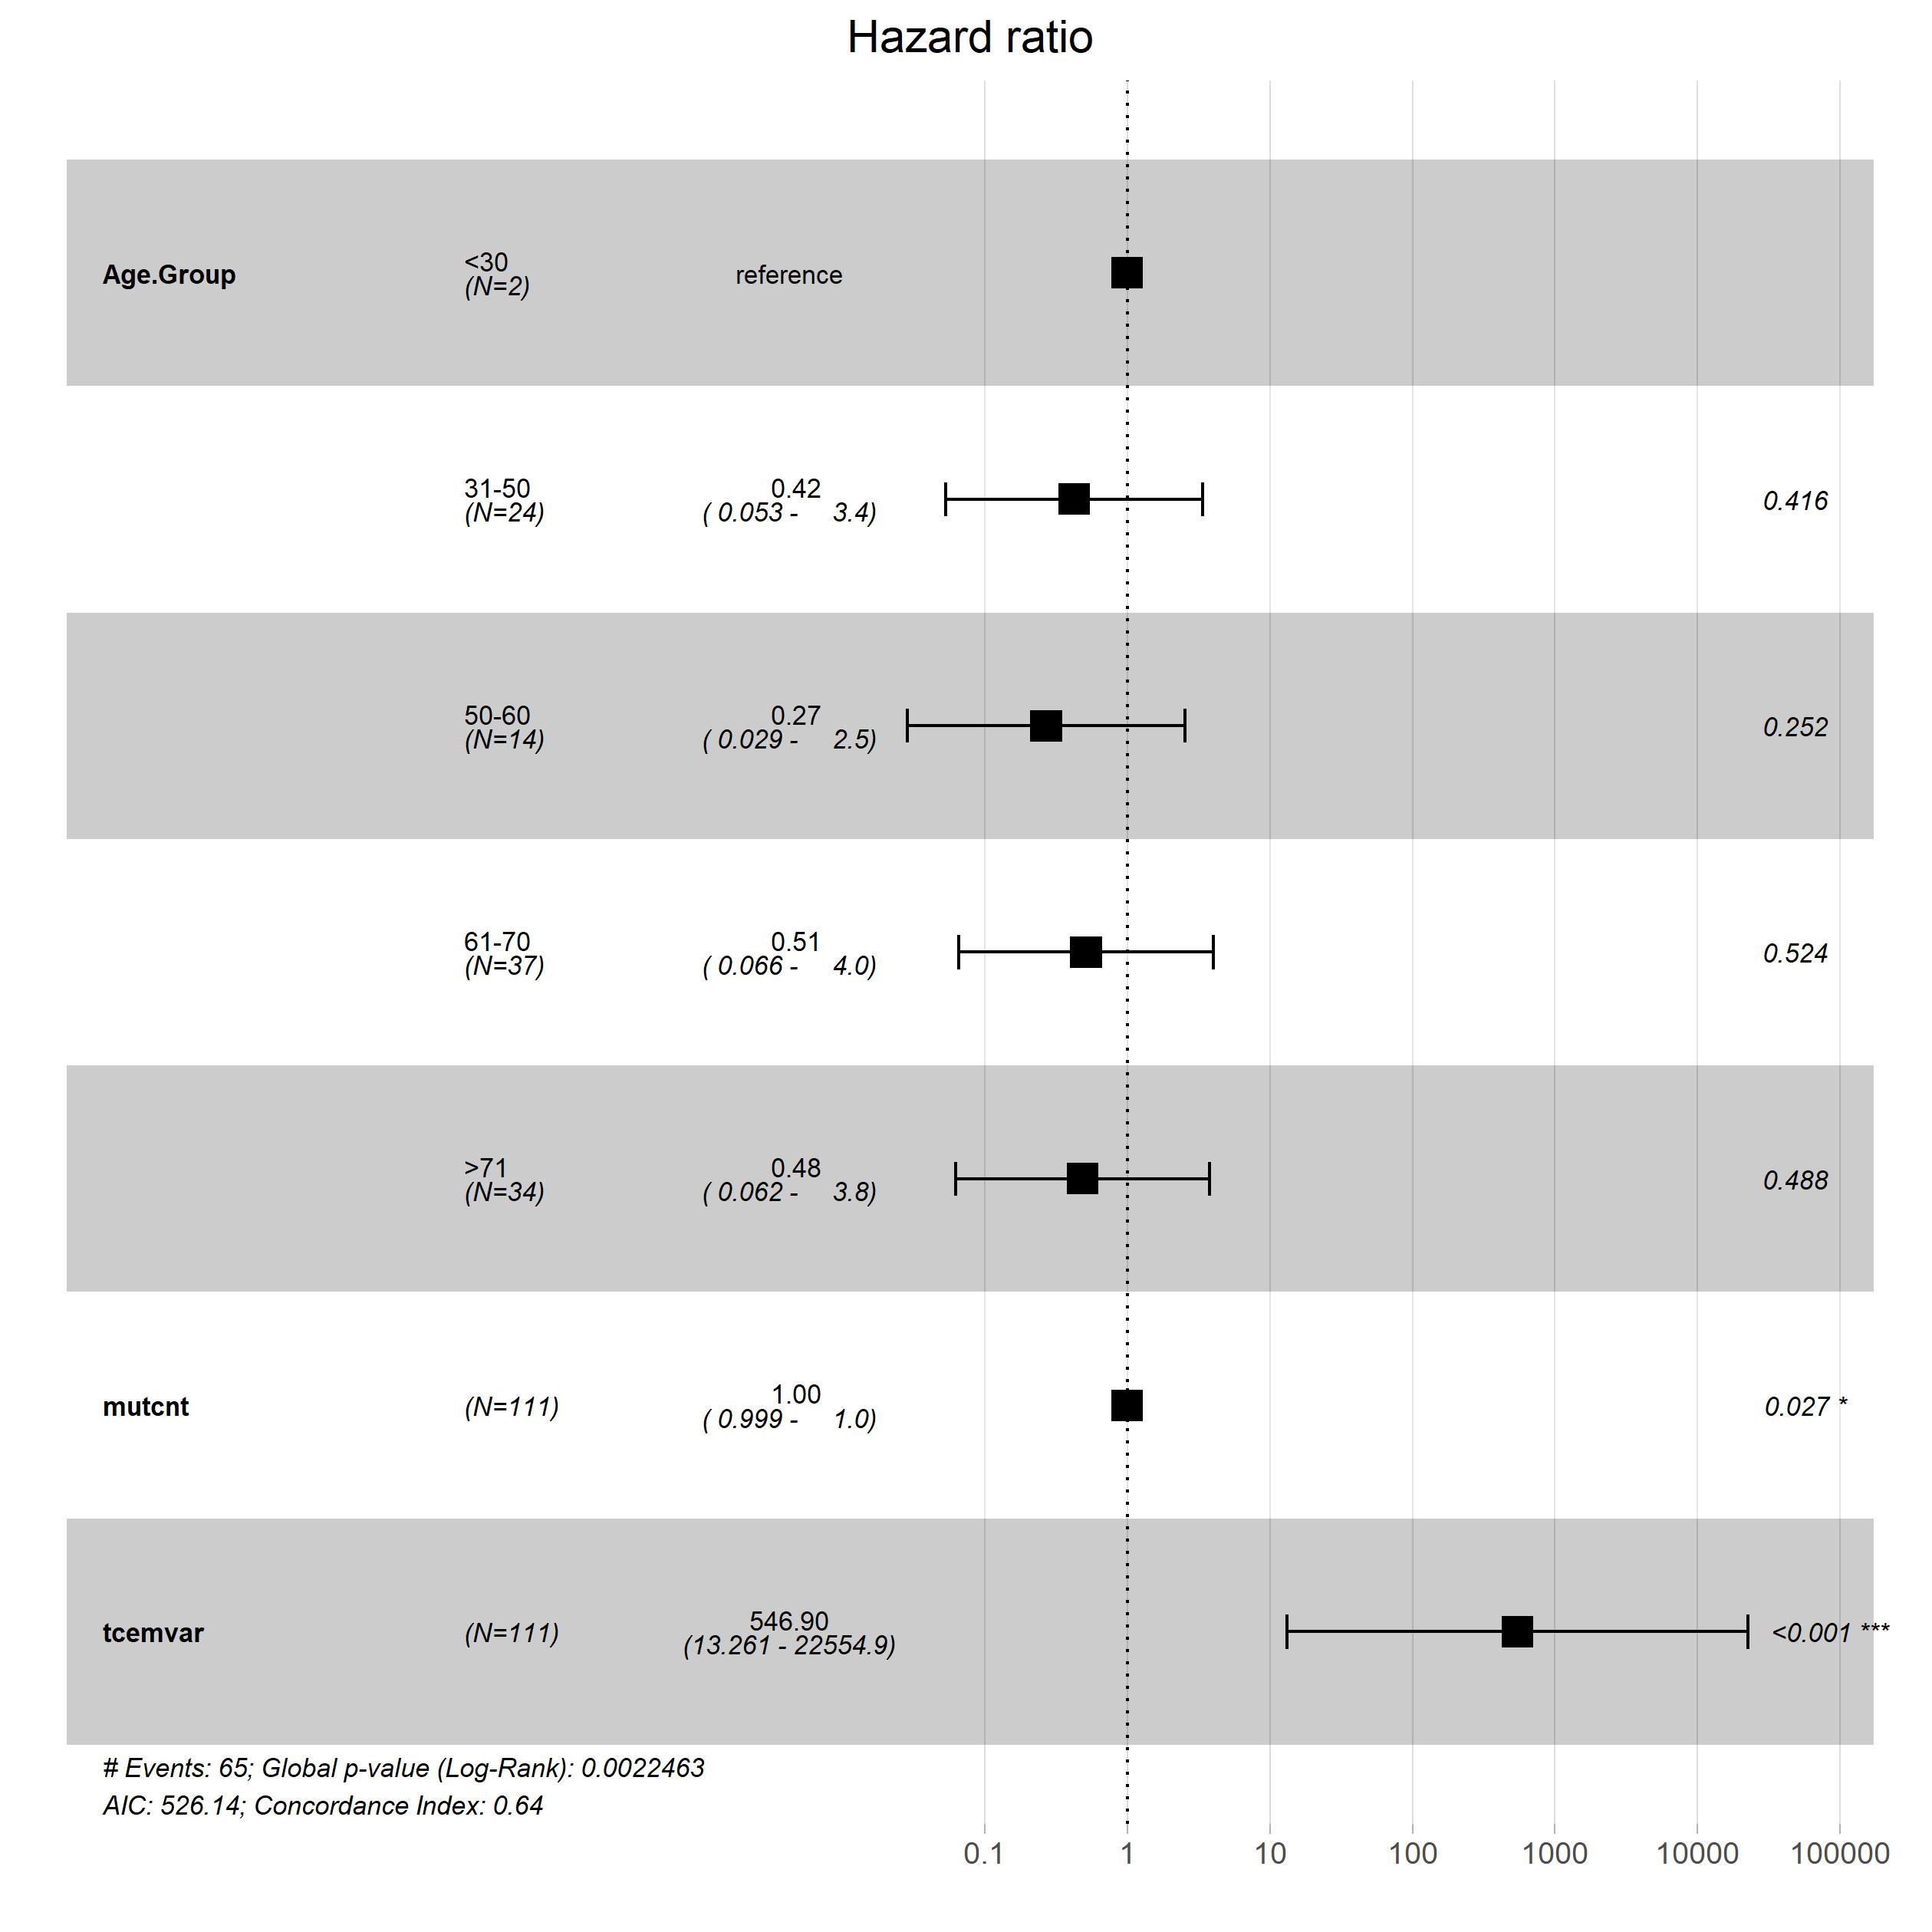 Hazard ratio
Age.Group
<30
(N=2)
reference
31-50
(N=24)
0.42
( 0.053 - 3.4)
0.416
50-60
(N=14)
0.27
( 0.029 - 2.5)
0.252
61-70
(N=37)
0.51
( 0.066 - 4.0)
0.524
>71
(N=34)
0.48
( 0.062 - 3.8)
0.488
mutcnt
(N=111)
1.00
( 0.999 - 1.0)
0.027 *
tcemvar
(N=111)
546.90
(13.261 - 22554.9)
<0.001 ***
# Events: 65; Global p-value (Log-Rank): 0.0022463
AIC: 526.14; Concordance Index: 0.64
0.1 1 10 100 1000 10000 100000